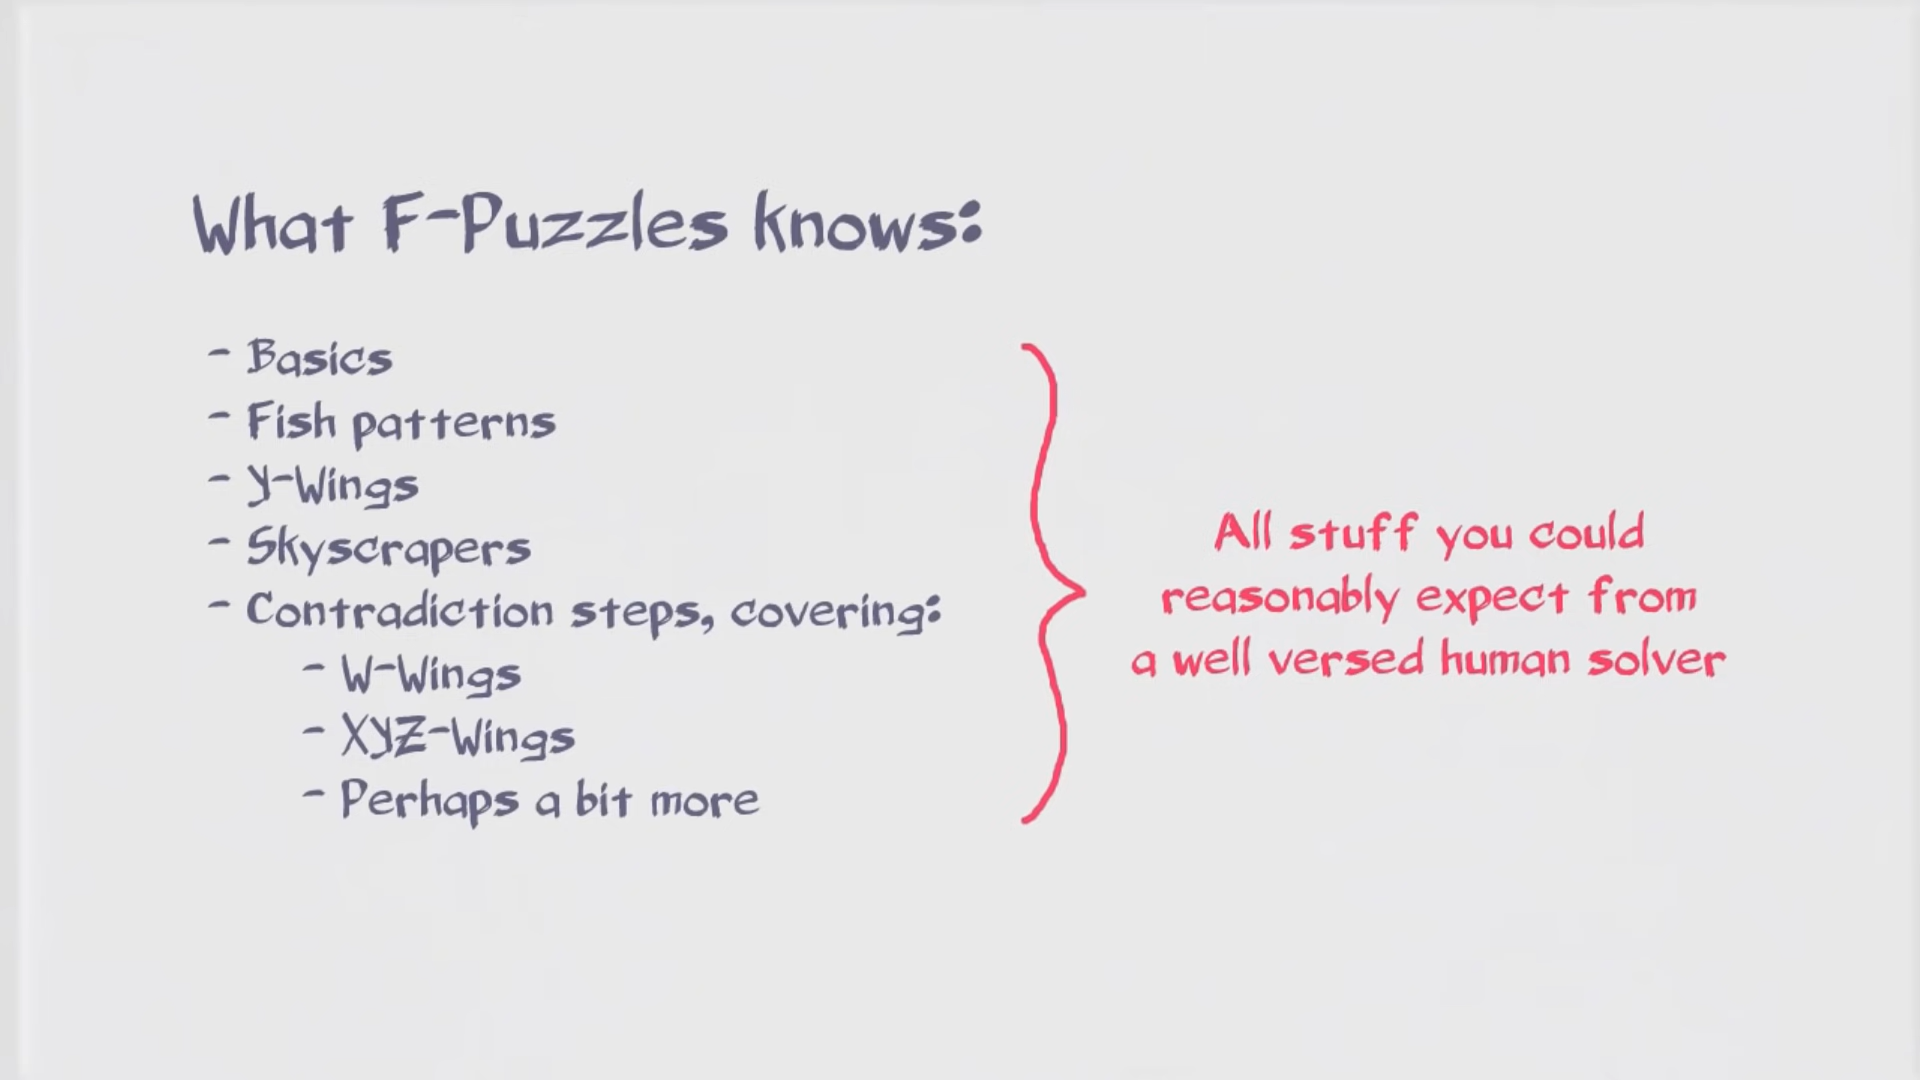 What F-Puzzles knows:
- Basics
- Fish patterns
- Y-Wings
- Skyscrapers
- Contradiction steps, covering:
- W-Wings
- XYZ-Wings
- Perhaps a bit more
All stuff you could
reasonably expect from
a well versed human solver